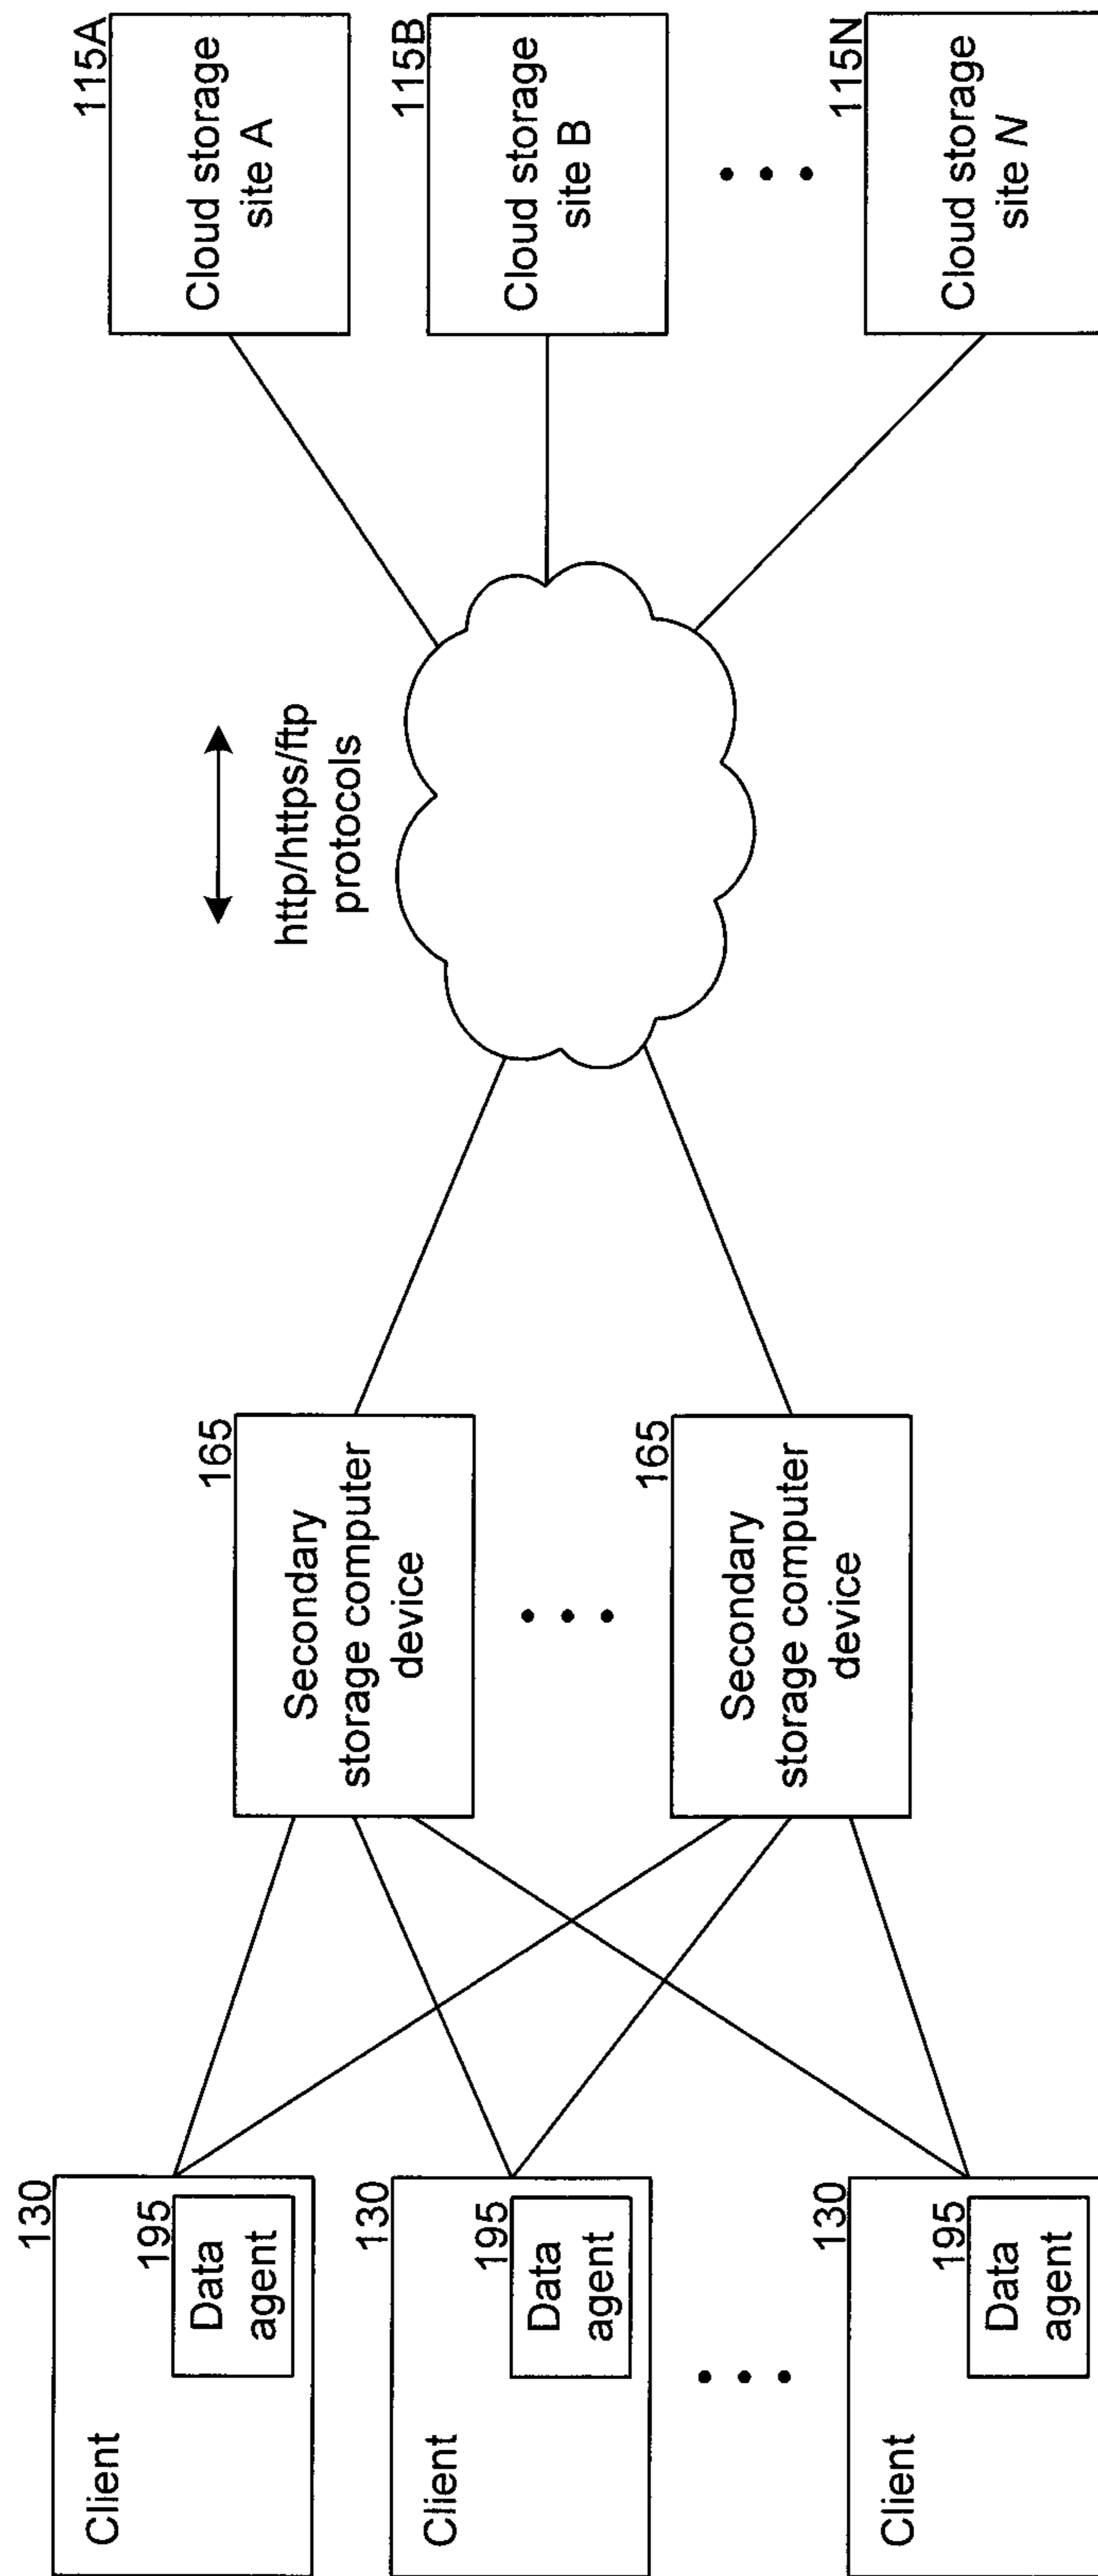 Client
130
195
Data
agent
Client
130
195
Data
agent
Client
130
195
Data
agent
165
Secondary
storage computer
device
165
Secondary
storage computer
device
http/https/ftp
protocols
115A
Cloud storage
site A
115B
Cloud storage
site B
115N
Cloud storage
site N